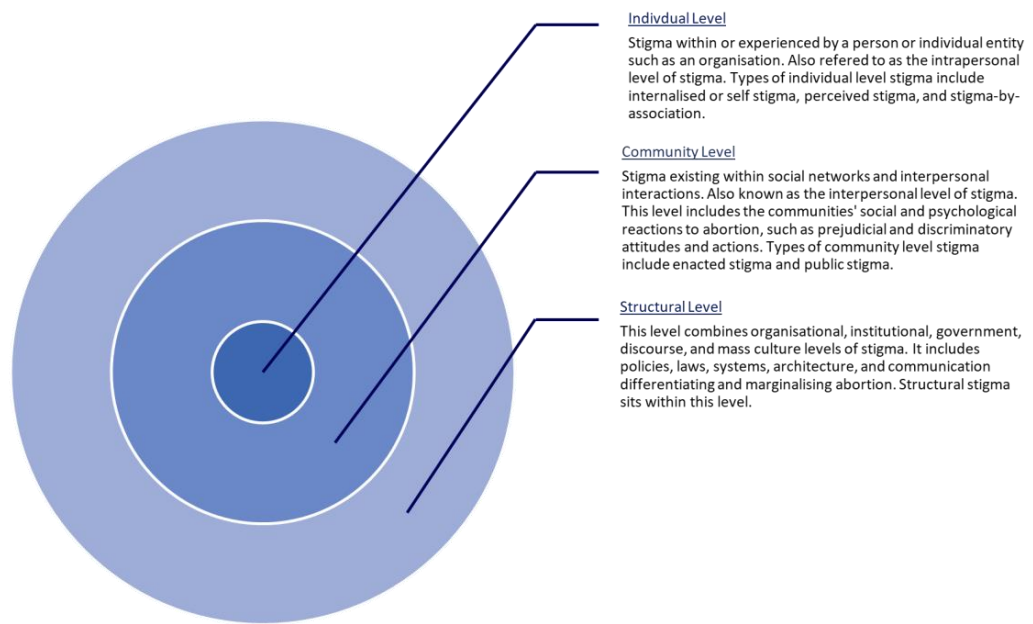 Indivdual Level
Stigma within or experienced by a person or individual entity
such as an organisation. Also refered to as the intrapersonal
level of stigma. Types of individual level stigma include
internalised or self stigma, perceived stigma, and stigma-by-
association.
Community Level
Stigma existing within social networks and interpersonal
interactions. Also known as the interpersonal level of stigma.
This level includes the communities' social and psychological
reactions to abortion, such as prejudicial and discriminatory
attitudes and actions. Types of community level stigma
include enacted stigma and public stigma.
Structural Level
This level combines organisational, institutional, government,
discourse, and mass culture levels of stigma. It includes
policies, laws, systems, architecture, and communication
differentiating and marginalising abortion. Structural stigma
sits within this level.